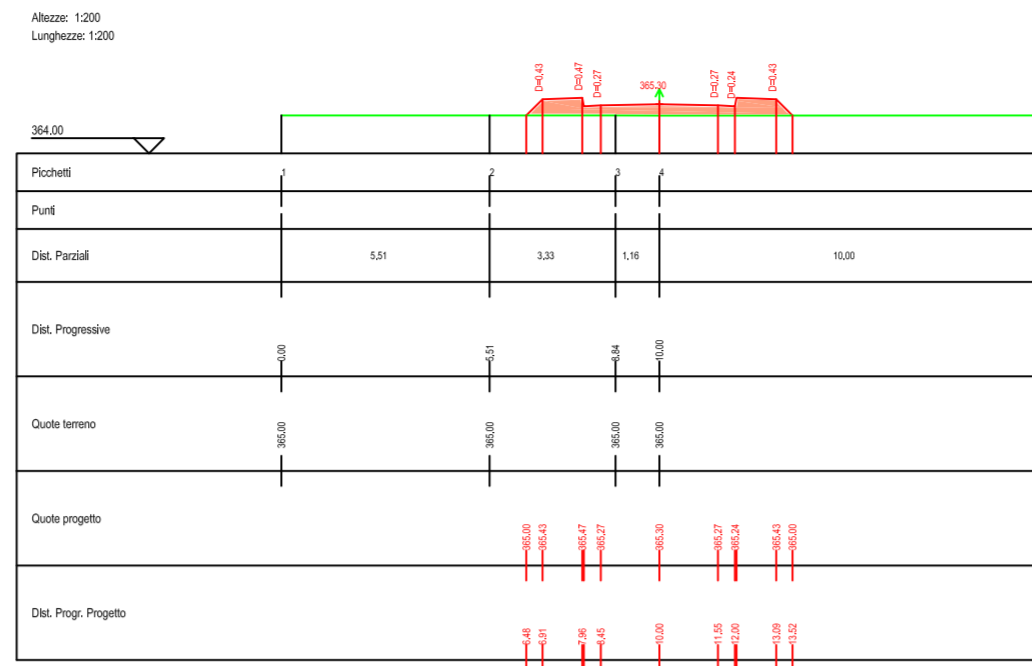 Altezze: 1:200
Lunghezze: 1:200
D=0,43 D=0,47 D=0,27 365.30 D=0,27 D=0,24 D=0,43
364.00
Picchetti 1 2 3 4
Punti
Dist. Parziali 5,51 3,33 1,16 10,00
Dist. Progressive 0.00 5,51 8,84 10.00
Quote terreno 365.00 365.00 365.00 365.00
Quote progetto 365,00 365,43 365,47 365,27 365,30 365,27 365,24 365,43 365,00
DIst. Progr. Progetto 6,48 6,91 7,96 8,45 10.00 11,55 12,00 13,09 13,52